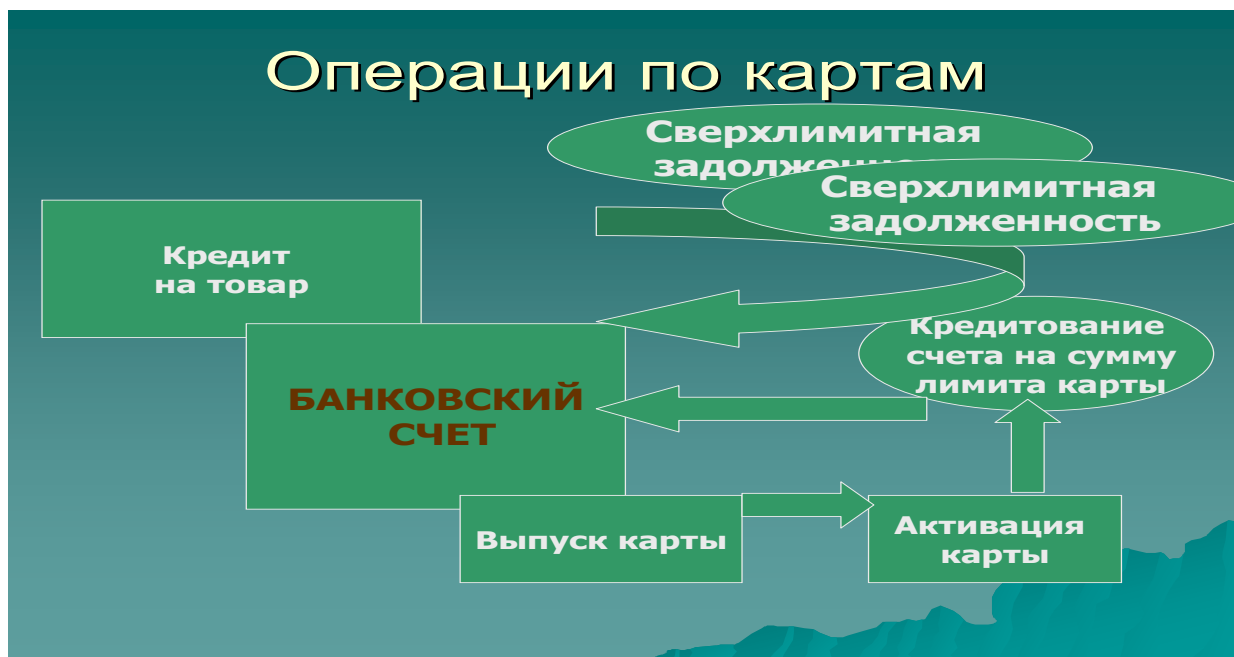 Операции по картам
Сверхлимитная
Сверхлимитная
задолженность
Кредит
на товар
Кредитование
счета на сумму
лимита карты
БАНКОВСКИЙ
СЧЕТ
Выпуск карты
Активация
карты